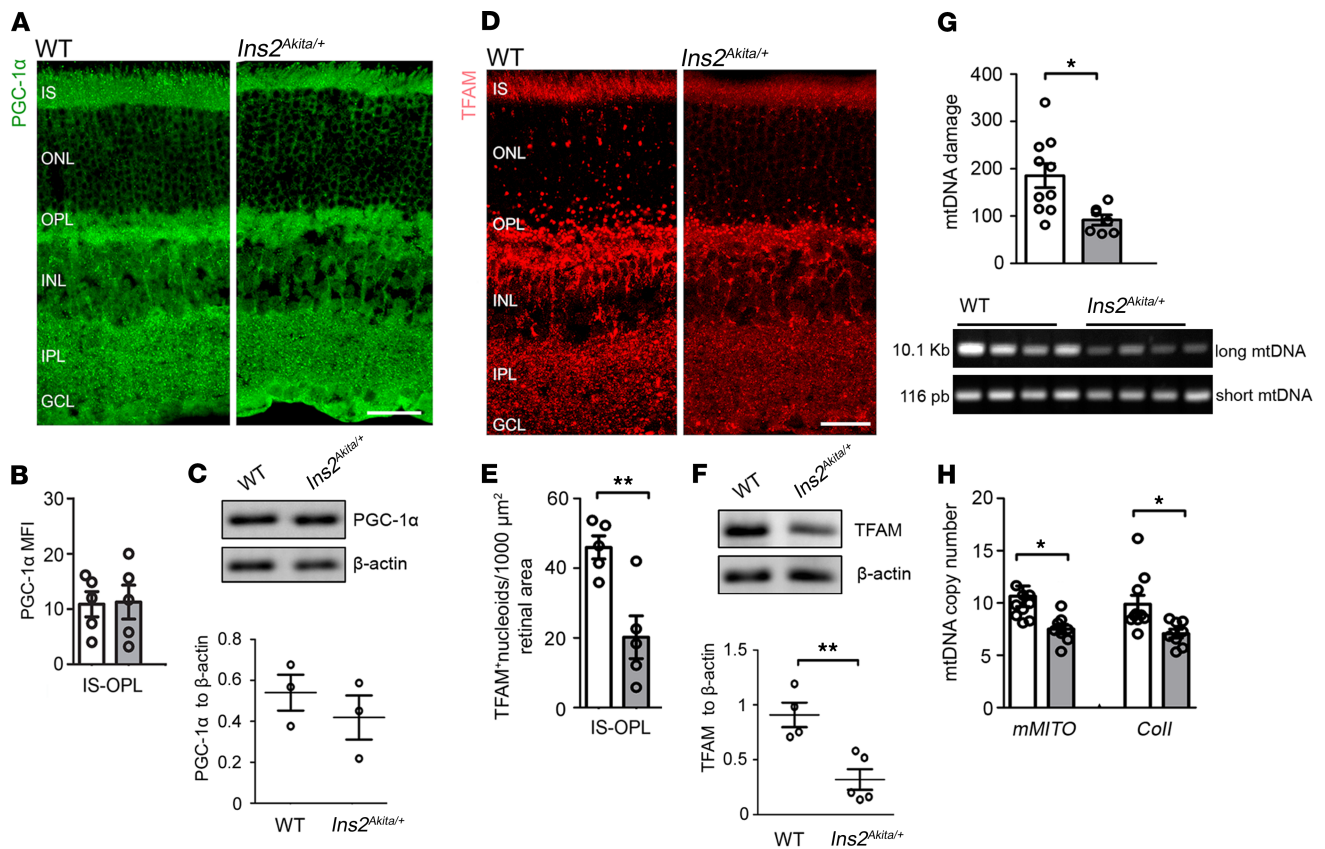 A
WT
Ins2Akita/+
PGC-1α
IS
ONL
OPL
INL
IPL
GCL
B
PGC-1α MFI
30
20
10
0
IS-OPL
C
WT
Ins2Akita/+
PGC-1α
β-actin
PGC-1α to β-actin
0.8
0.6
0.4
0.2
0
WT
Ins2Akita/+
D
WT
Ins2Akita/+
TFAM
IS
ONL
OPL
INL
IPL
GCL
E
TFAM+nucleoids/1000 µm2
retinal area
60
40
20
0
**
IS-OPL
F
WT
Ins2Akita/+
TFAM
β-actin
TFAM to β-actin
1.5
1
0.5
0
**
WT
Ins2Akita/+
G
mtDNA damage
400
300
200
100
0
*
WT
Ins2Akita/+
10.1 Kb
long mtDNA
116 pb
short mtDNA
H
mtDNA copy number
20
15
10
5
0
*
*
mMITO
CoII